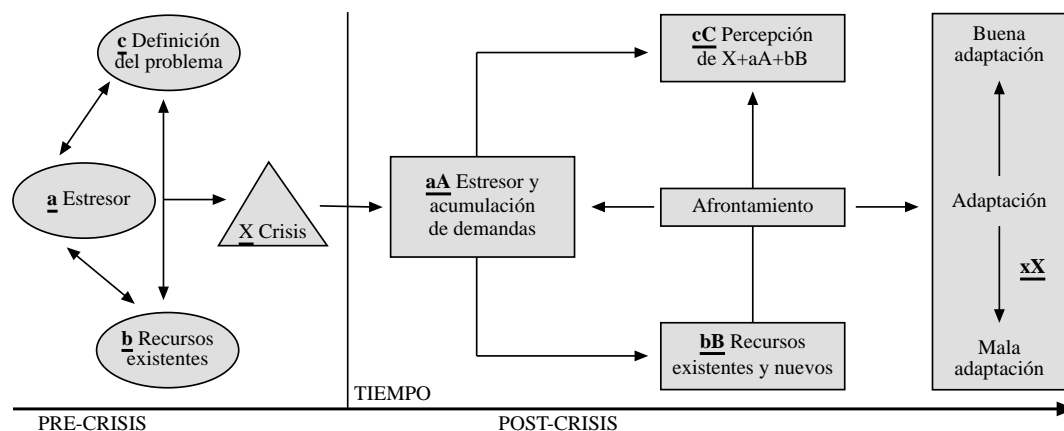 c Definición
del problema
a Estresor
b Recursos
existentes
X Crisis
aA Estresor y
acumulación
de demandas
cC Percepción
de X+aA+bB
Afrontamiento
bB Recursos
existentes y nuevos
Buena
adaptación
Adaptación
xX
Mala
adaptación
TIEMPO
PRE-CRISIS
POST-CRISIS